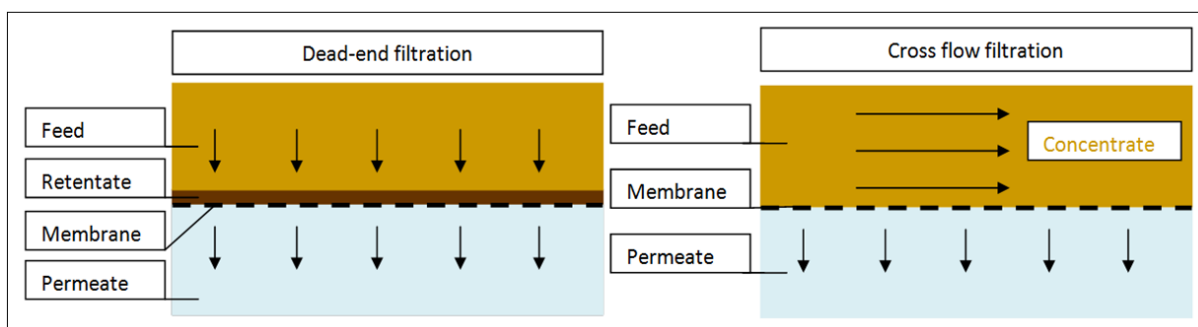 Dead-end filtration
Feed
Retentate
Membrane
Permeate
Cross flow filtration
Feed
Concentrate
Membrane
Permeate